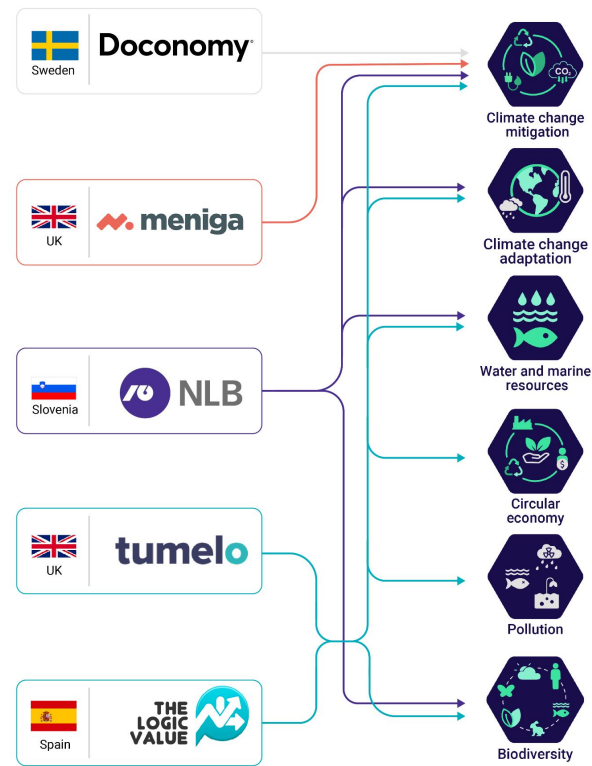 Doconomy
Sweden
meniga
UK
NLB
Slovenia
tumelo
UK
THE
LOGIC
VALUE
Spain
CO₂
Climate change
mitigation
Climate change
adaptation
Water and marine
resources
$
Circular
economy
Pollution
Biodiversity